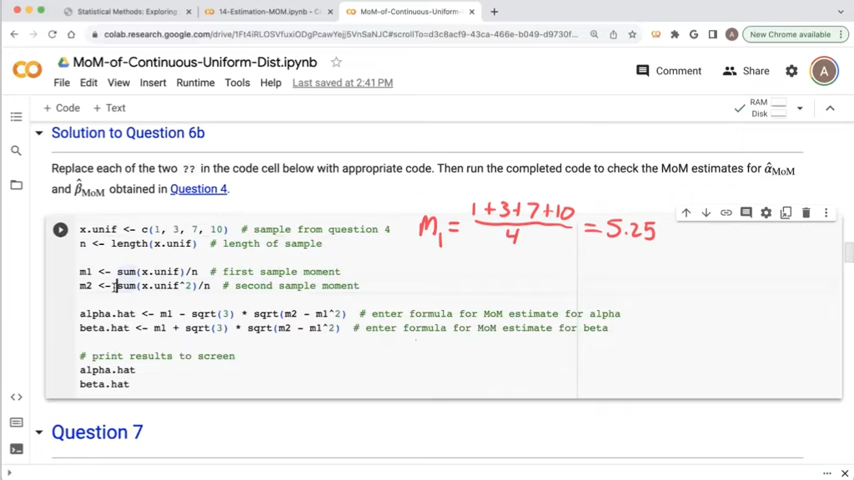 Statistical Methods: Exploring
14-Estimation-MOM.ipynb - C
MoM-of-Continuous-Uniform-D
colab.research.google.com/drive/1Ft4iRLOSVfuxiODgPcawYejj5VnSaNJC#scrollTo=d3c8acf9-43ca-466e-b049-d9730f...
New Chrome available
MoM-of-Continuous-Uniform-Dist.ipynb
Comment
Share
A
File Edit View Insert Runtime Tools Help Last saved at 2:41 PM
+ Code + Text
RAM
Disk
Solution to Question 6b
Replace each of the two ?? in the code cell below with appropriate code. Then run the completed code to check the MoM estimates for α̂MoM
and β̂MoM obtained in Question 4.
M1 = 1+3+7+10 / 4 = 5.25
x.unif <- c(1, 3, 7, 10) # sample from question 4
n <- length(x.unif) # length of sample
m1 <- sum(x.unif)/n # first sample moment
m2 <- sum(x.unif^2)/n # second sample moment
alpha.hat <- m1 - sqrt(3) * sqrt(m2 - m1^2) # enter formula for MoM estimate for alpha
beta.hat <- m1 + sqrt(3) * sqrt(m2 - m1^2) # enter formula for MoM estimate for beta
# print results to screen
alpha.hat
beta.hat
Question 7